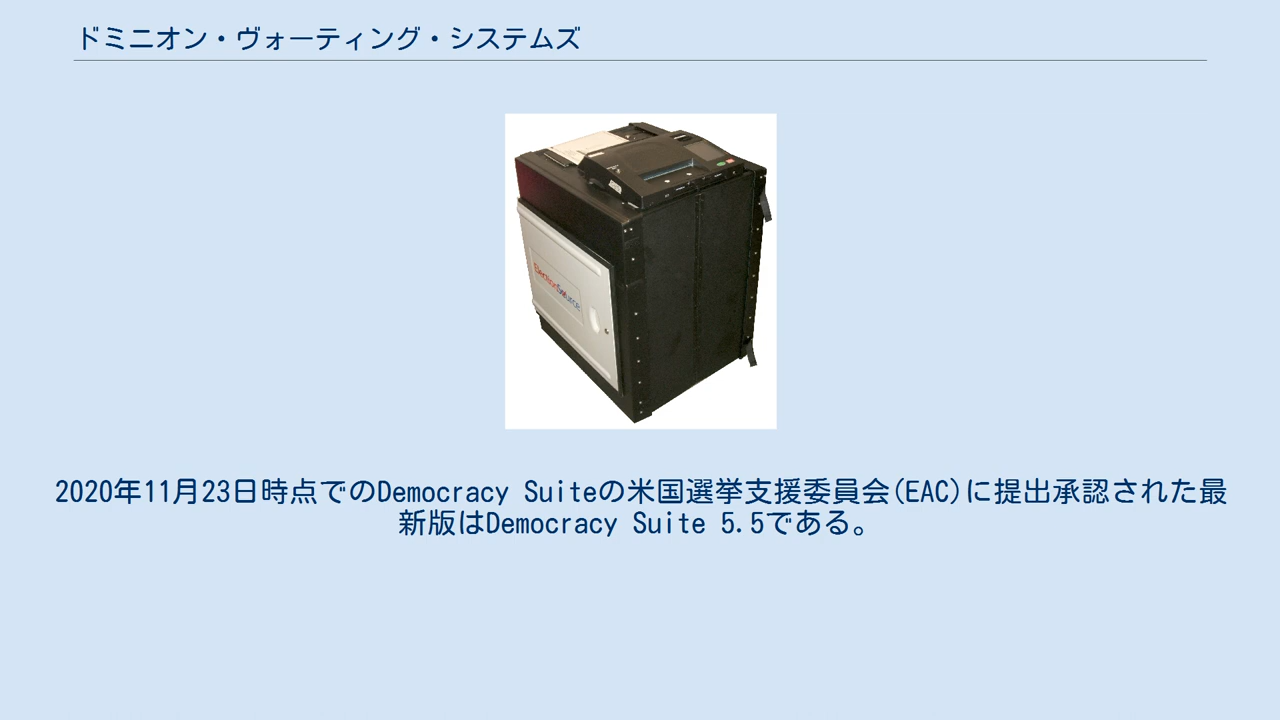 ドミニオン・ヴォーティング・システムズ
ElectionSource
2020年11月23日時点でのDemocracy Suiteの米国選挙支援委員会(EAC)に提出承認された最
新版はDemocracy Suite 5.5である。